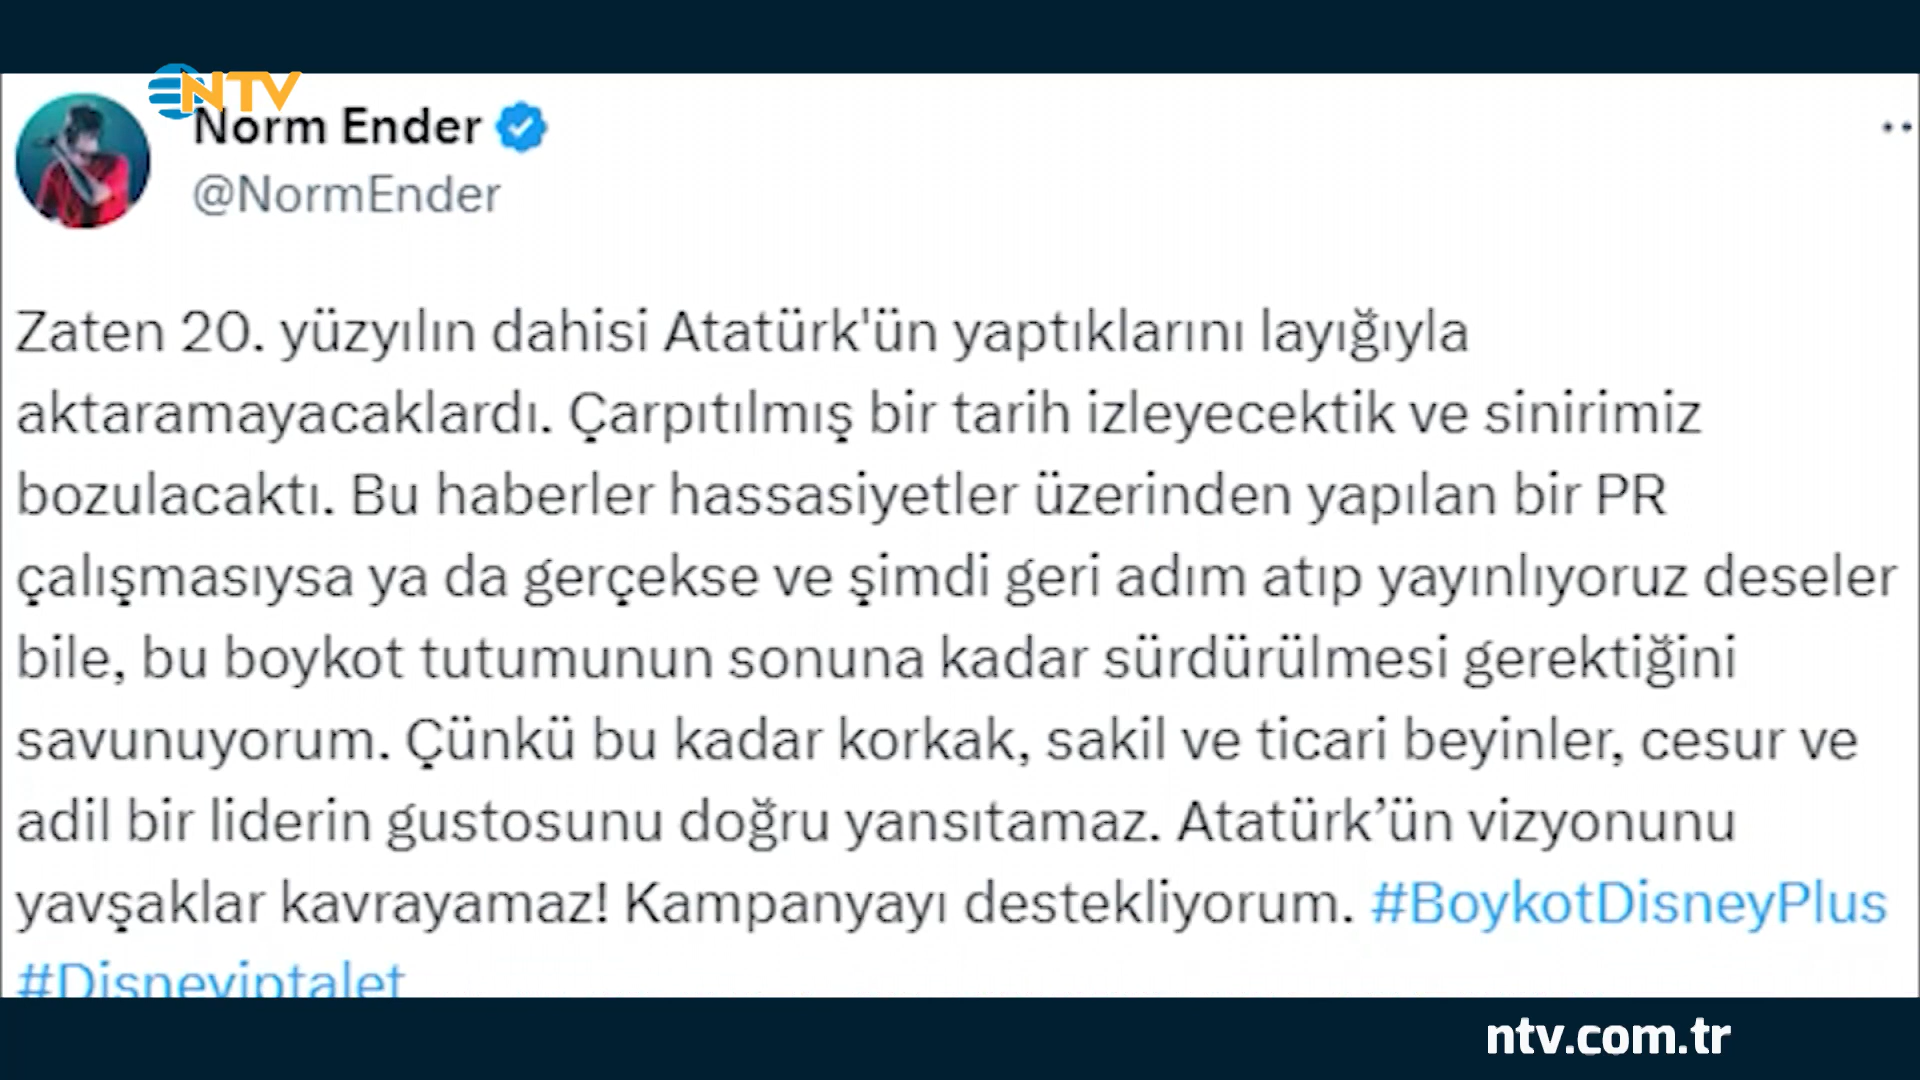 NTV
Norm Ender
@NormEnder
Zaten 20. yüzyılın dahisi Atatürk'ün yaptıklarını layığıyla
aktaramayacaklardı. Çarpıtılmış bir tarih izleyecektik ve sinirimiz
bozulacaktı. Bu haberler hassasiyetler üzerinden yapılan bir PR
çalışmasıysa ya da gerçekse ve şimdi geri adım atıp yayınlıyoruz deseler
bile, bu boykot tutumunun sonuna kadar sürdürülmesi gerektiğini
savunuyorum. Çünkü bu kadar korkak, sakil ve ticari beyinler, cesur ve
adil bir liderin gustosunu doğru yansıtamaz. Atatürk’ün vizyonunu
yavşaklar kavrayamaz! Kampanyayı destekliyorum. #BoykotDisneyPlus
#Disneyiptalet
ntv.com.tr